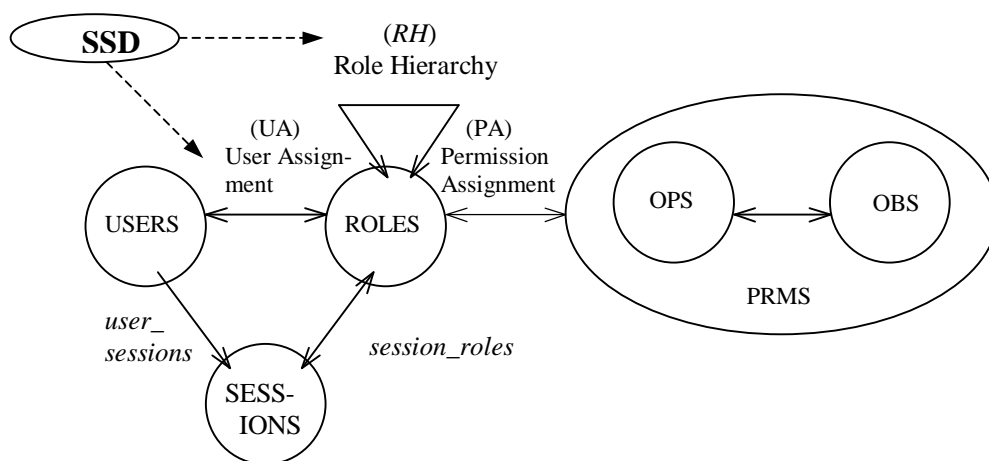 SSD
(RH)
Role Hierarchy
(UA)
User Assign-
ment
(PA)
Permission
Assignment
USERS
ROLES
OPS
OBS
PRMS
user_
sessions
session_roles
SESS-
IONS